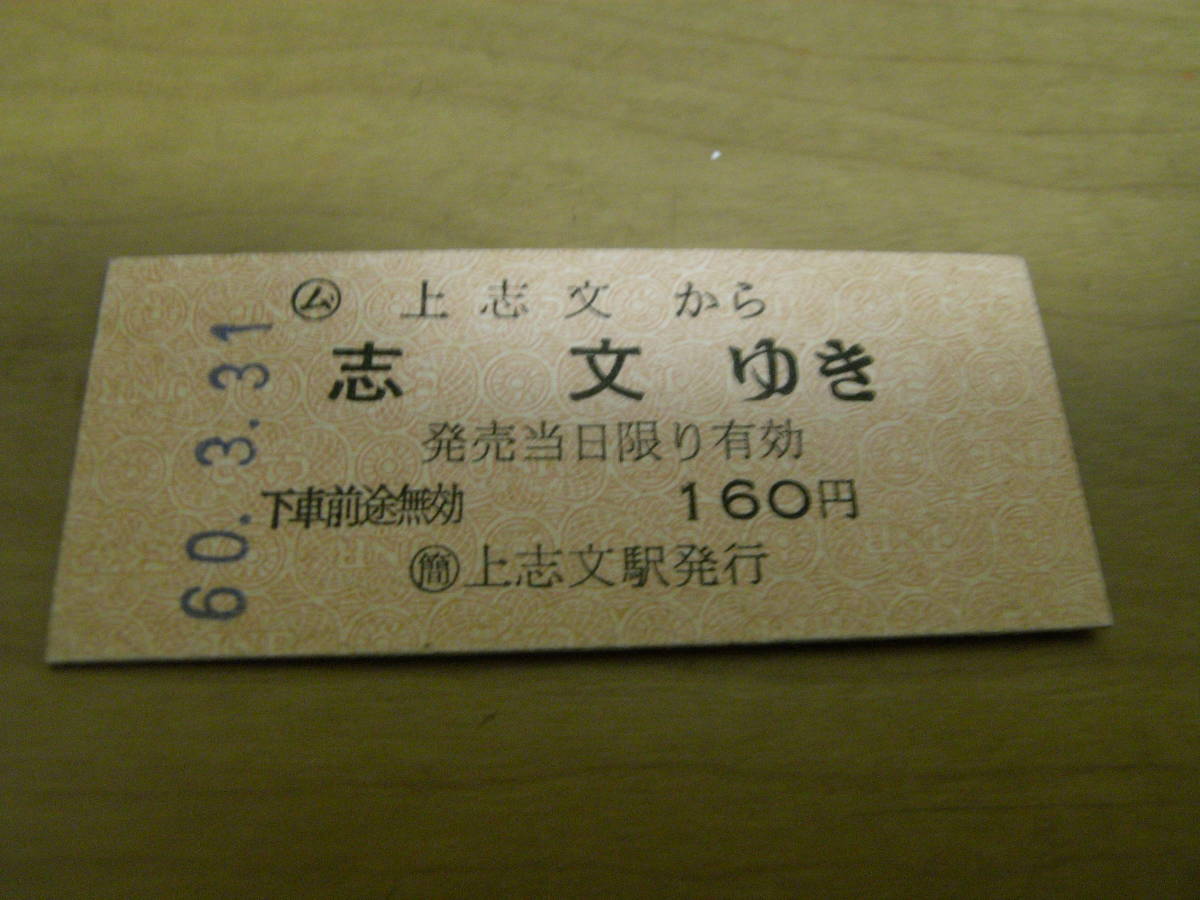 ㋰ 上志文から
志文ゆき
発売当日限り有効
下車前途無効 160円
㊢上志文駅発行
60.3.31